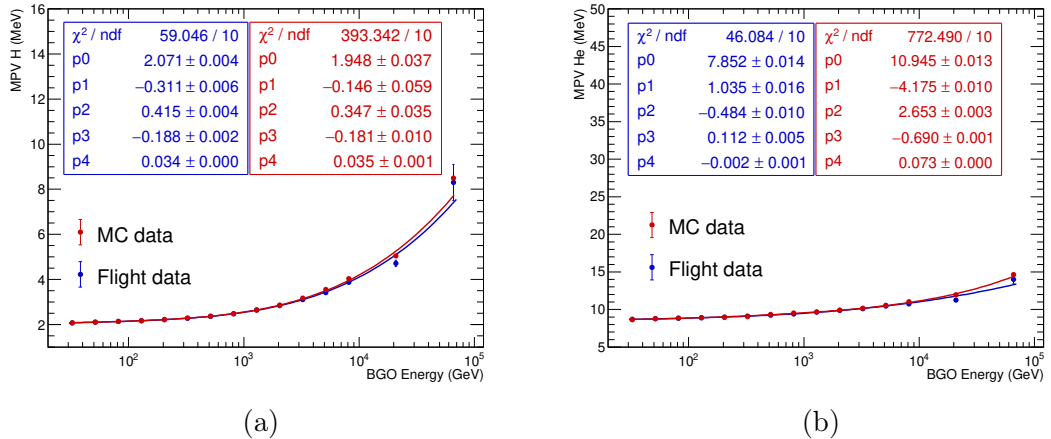 MPV H (MeV)
16
14
12
10
8
6
4
2
χ² / ndf 59.046 / 10
p0 2.071 ± 0.004
p1 −0.311 ± 0.006
p2 0.415 ± 0.004
p3 −0.188 ± 0.002
p4 0.034 ± 0.000
χ² / ndf 393.342 / 10
p0 1.948 ± 0.037
p1 −0.146 ± 0.059
p2 0.347 ± 0.035
p3 −0.181 ± 0.010
p4 0.035 ± 0.001
MC data
Flight data
10² 10³ 10⁴ 10⁵
BGO Energy (GeV)
(a)
MPV He (MeV)
50
45
40
35
30
25
20
15
10
5
χ² / ndf 46.084 / 10
p0 7.852 ± 0.014
p1 1.035 ± 0.016
p2 −0.484 ± 0.010
p3 0.112 ± 0.005
p4 −0.002 ± 0.001
χ² / ndf 772.490 / 10
p0 10.945 ± 0.013
p1 −4.175 ± 0.010
p2 2.653 ± 0.003
p3 −0.690 ± 0.001
p4 0.073 ± 0.000
MC data
Flight data
10² 10³ 10⁴ 10⁵
BGO Energy (GeV)
(b)